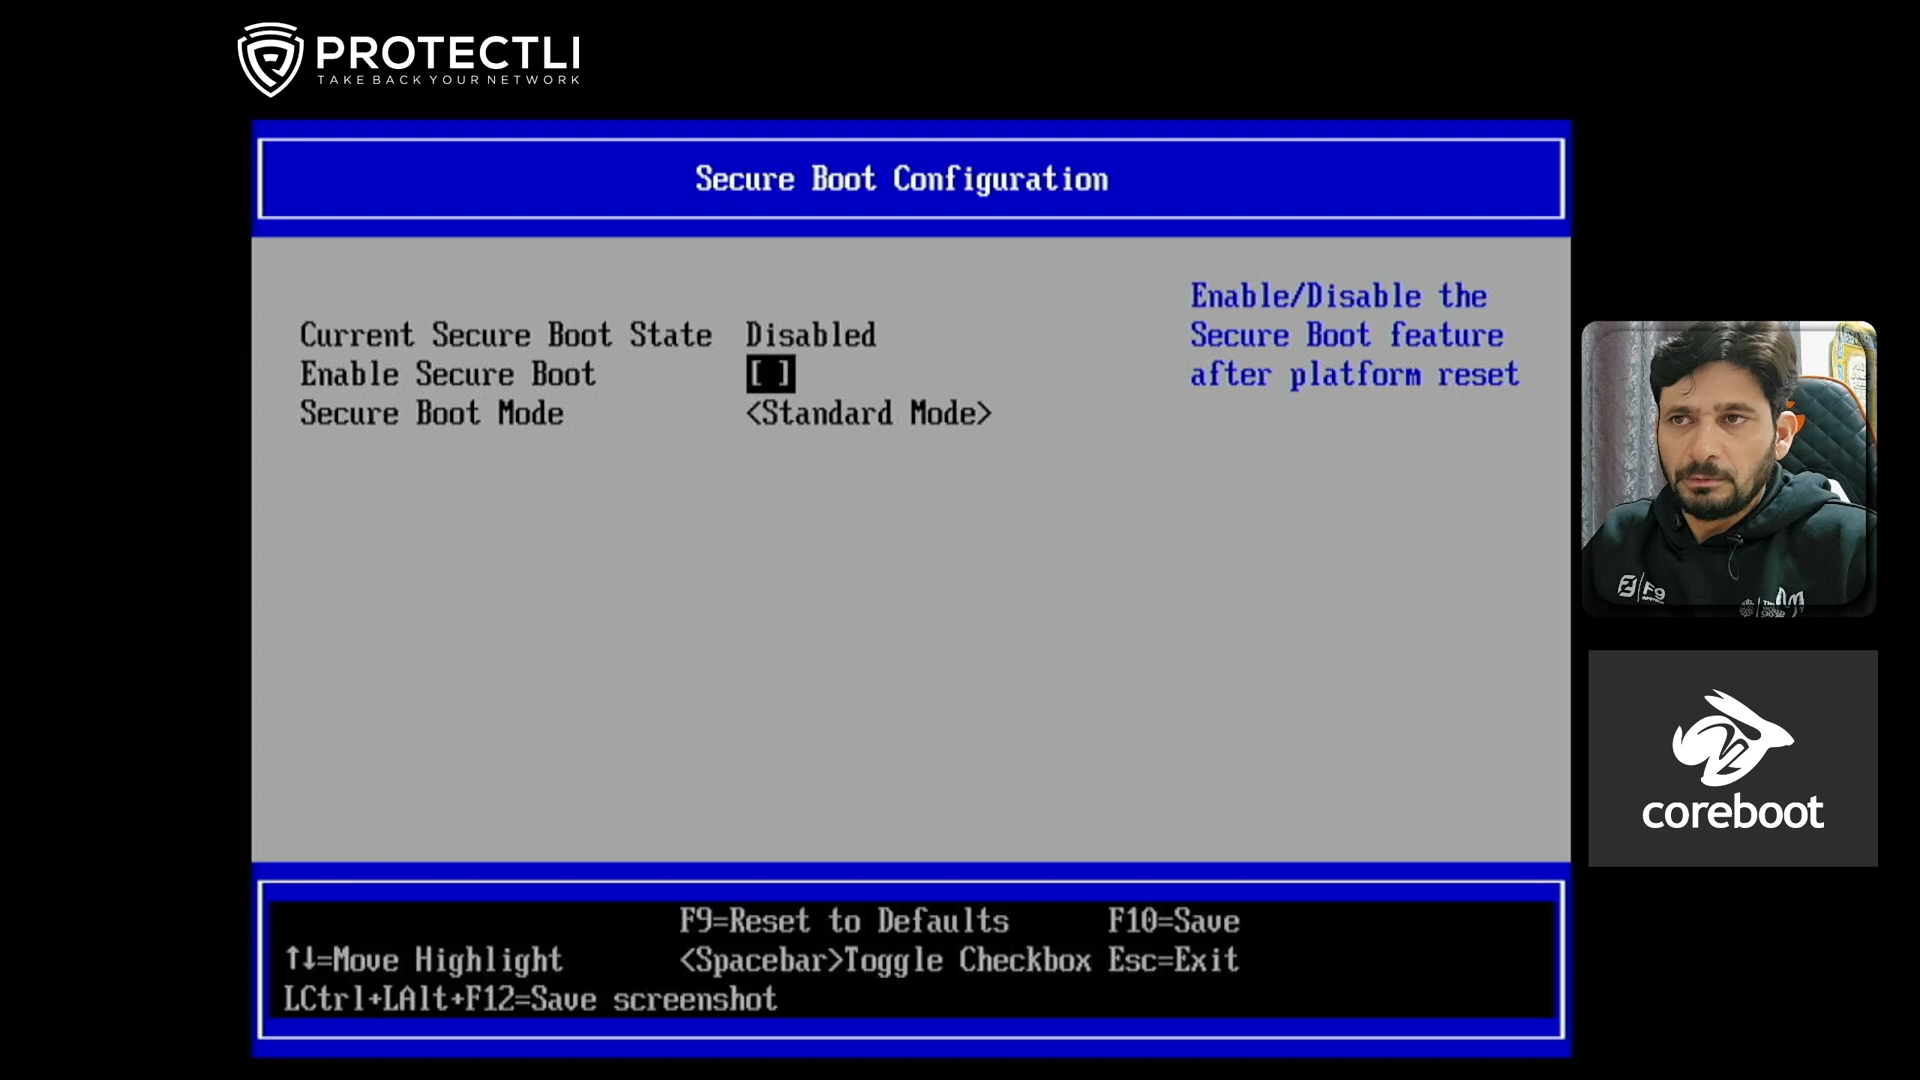 PROTECTLI
TAKE BACK YOUR NETWORK
Secure Boot Configuration
Current Secure Boot State Disabled
Enable Secure Boot [ ]
Secure Boot Mode <Standard Mode>
Enable/Disable the
Secure Boot feature
after platform reset
F9
coreboot
F9=Reset to Defaults F10=Save
↑↓=Move Highlight <Spacebar>Toggle Checkbox Esc=Exit
LCtrl+LAlt+F12=Save screenshot